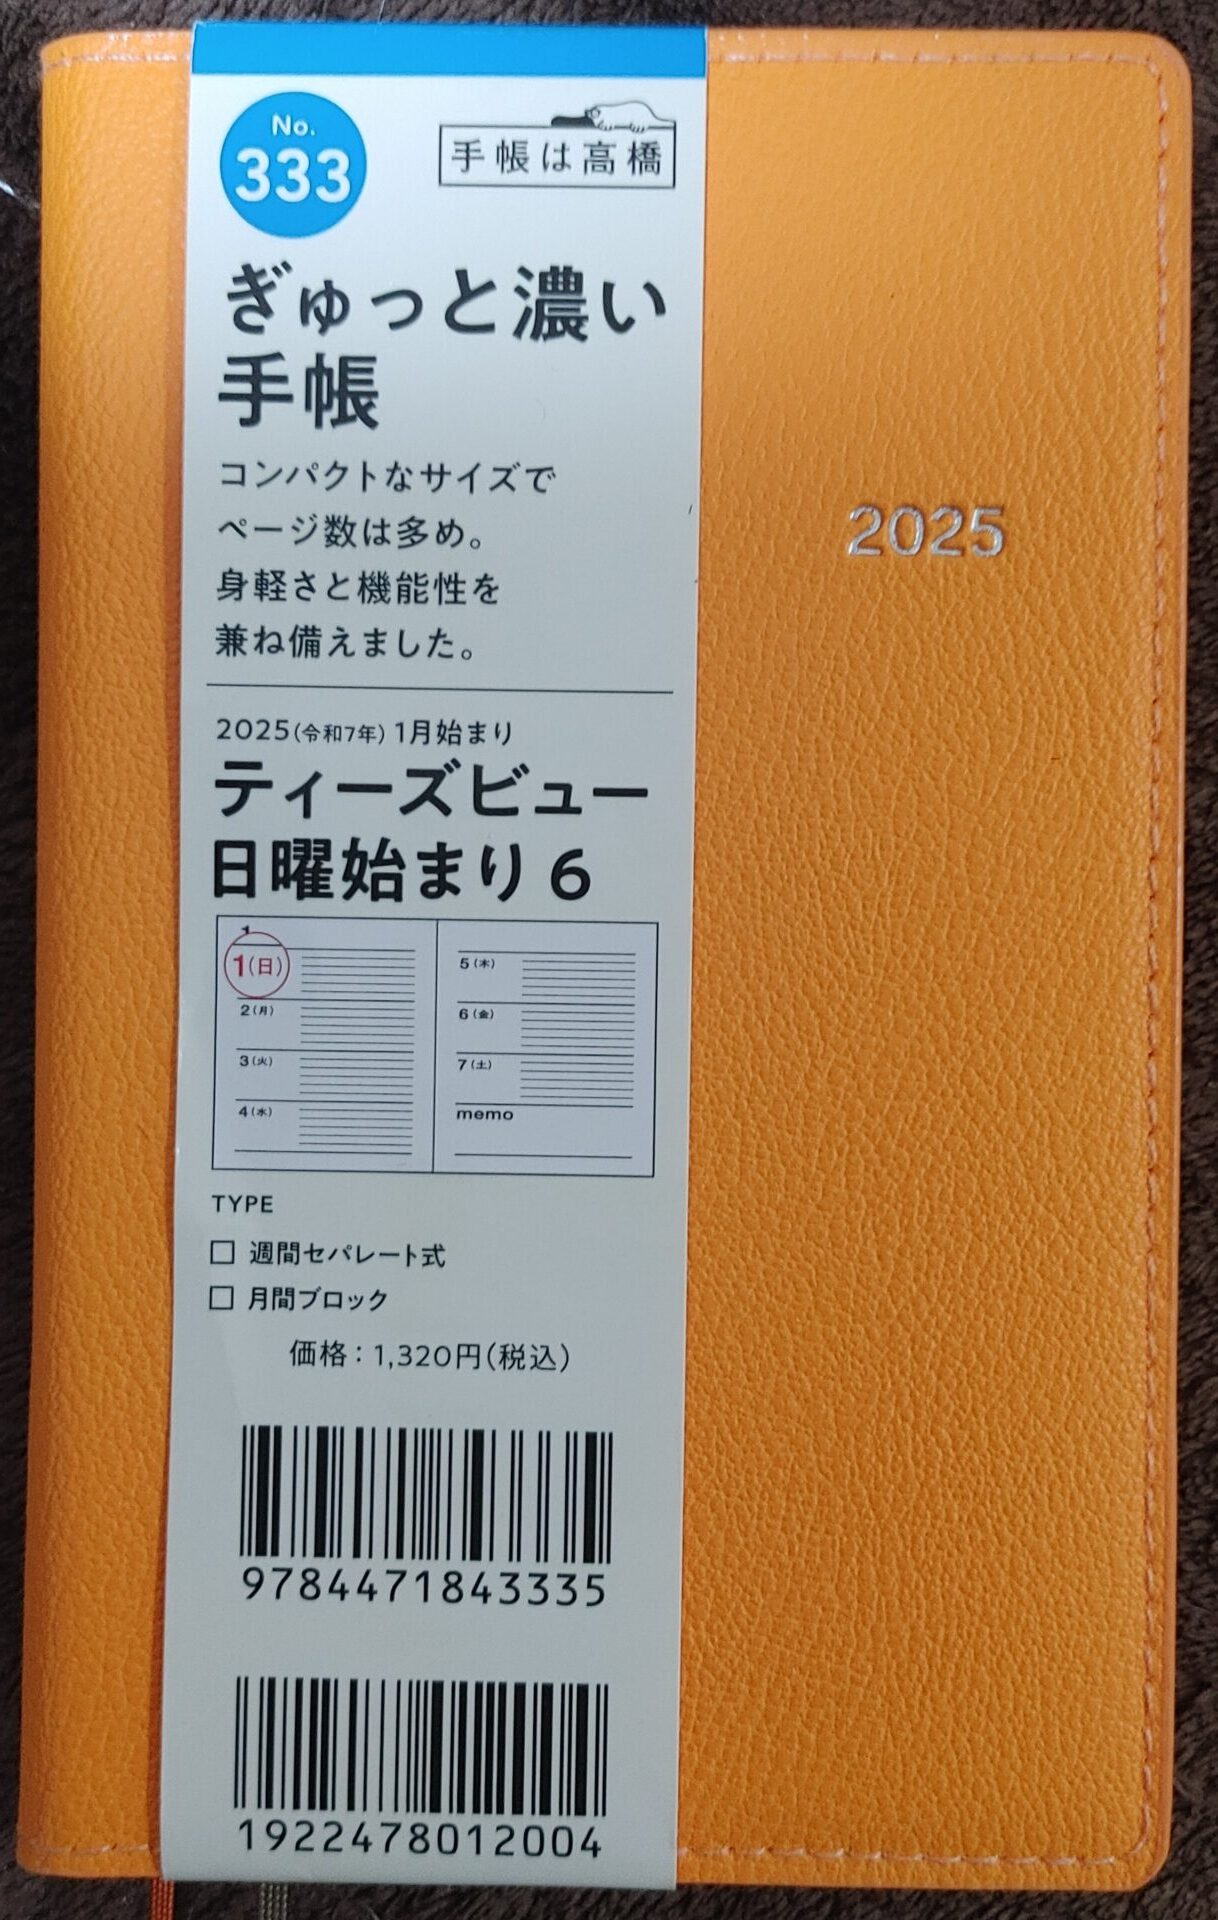 No.
333
手帳は高橋
ぎゅっと濃い
手帳
コンパクトなサイズで
ページ数は多め。
身軽さと機能性を
兼ね備えました。
2025(令和7年) 1月始まり
ティーズビュー
日曜始まり 6
1
1(日)
2(月)
3(火)
4(水)
5(木)
6(金)
7(土)
memo
TYPE
□ 週間セパレート式
□ 月間ブロック
価格：1,320円(税込)
9784471843335
1922478012004
2025